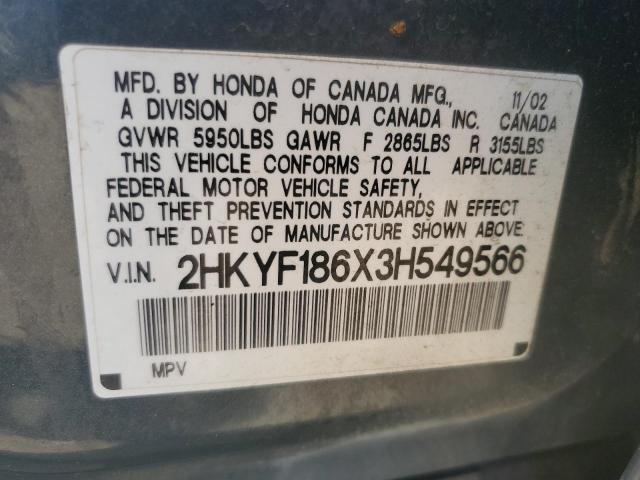 MFD. BY HONDA OF CANADA MFG., 11/02
A DIVISION OF HONDA CANADA INC. CANADA
GVWR 5950LBS GAWR F 2865LBS R 3155LBS
THIS VEHICLE CONFORMS TO ALL APPLICABLE
FEDERAL MOTOR VEHICLE SAFETY,
AND THEFT PREVENTION STANDARDS IN EFFECT
ON THE DATE OF MANUFACTURE SHOWN ABOVE.
V.I.N. 2HKYF186X3H549566
MPV